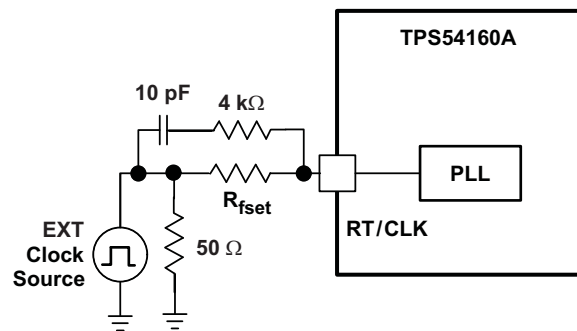 TPS54160A
10 pF
4 kΩ
PLL
Rfset
RT/CLK
EXT
Clock
Source
50 Ω